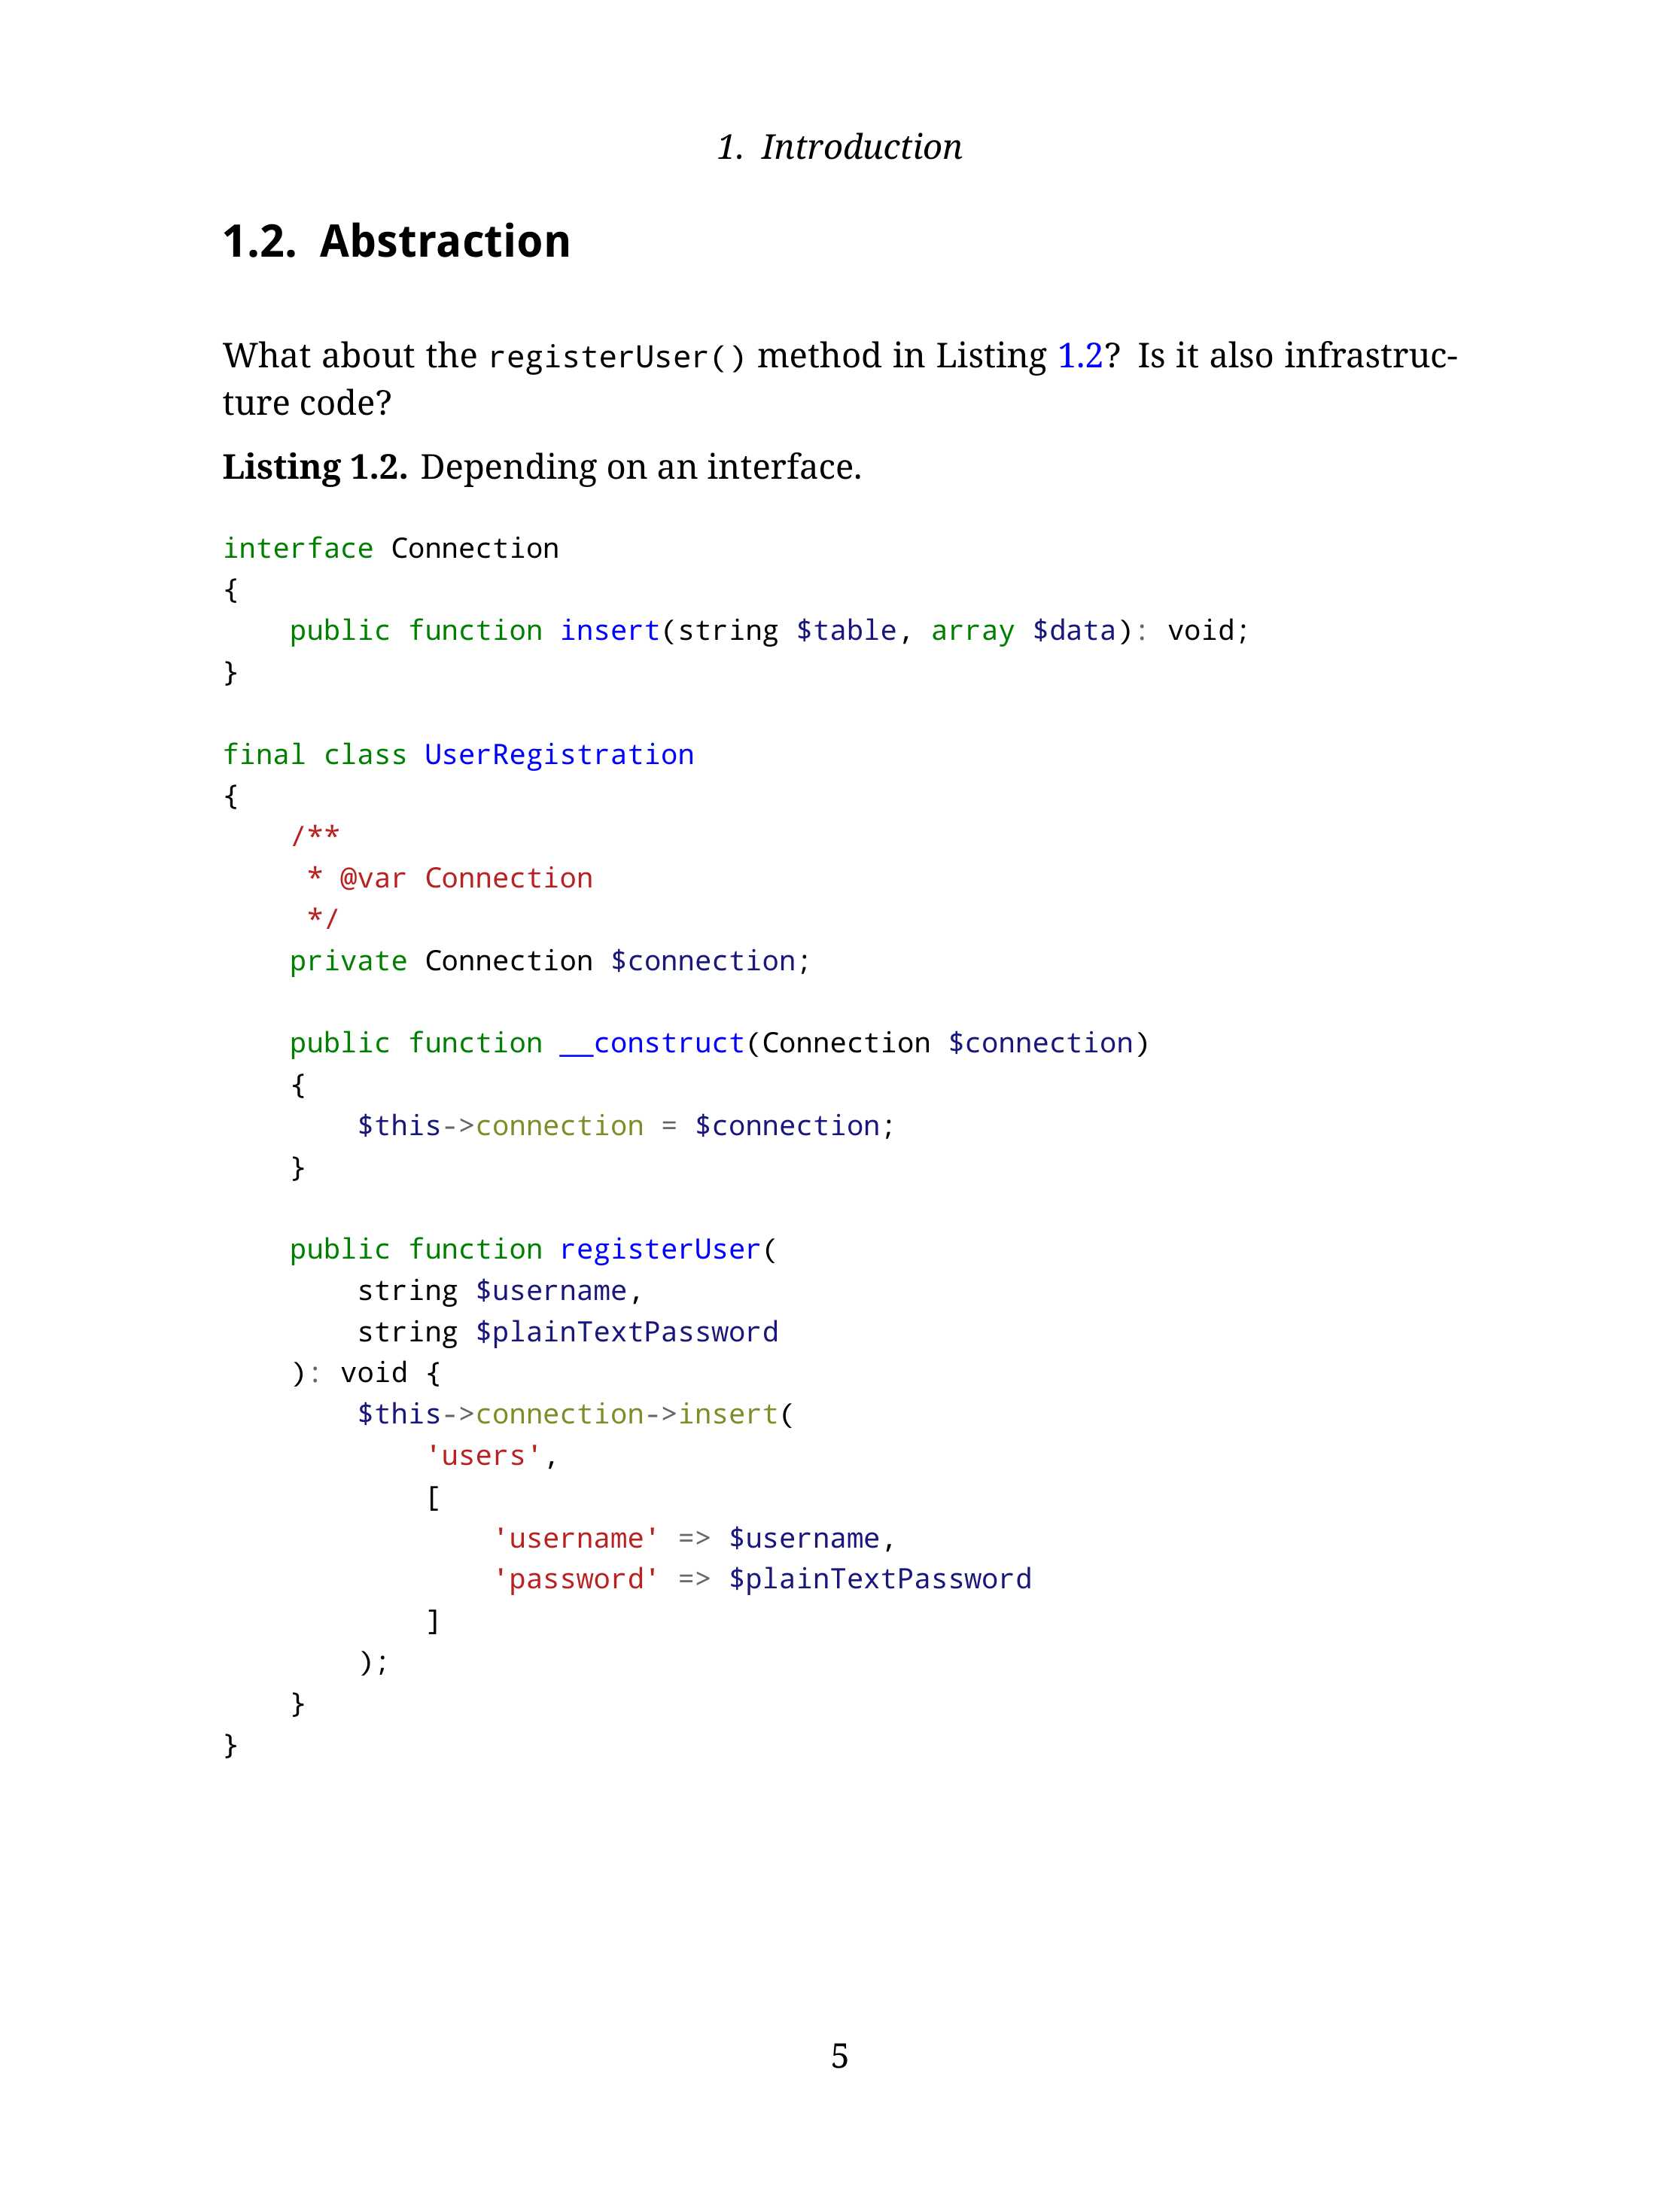 1. Introduction
1.2. Abstraction
What about the registerUser() method in Listing 1.2? Is it also infrastruc-
ture code?
Listing 1.2. Depending on an interface.
interface Connection
{
    public function insert(string $table, array $data): void;
}
final class UserRegistration
{
    /**
     * @var Connection
     */
    private Connection $connection;
    public function __construct(Connection $connection)
    {
        $this->connection = $connection;
    }
    public function registerUser(
        string $username,
        string $plainTextPassword
    ): void {
        $this->connection->insert(
            'users',
            [
                'username' => $username,
                'password' => $plainTextPassword
            ]
        );
    }
}
5